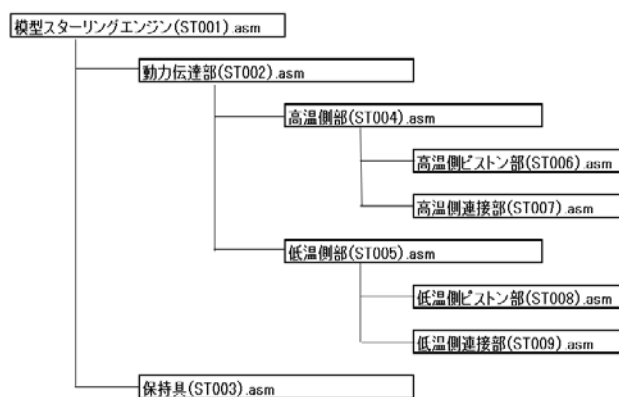 模型スターリングエンジン(ST001).asm
動力伝達部(ST002).asm
高温側部(ST004).asm
高温側ピストン部(ST006).asm
高温側連接部(ST007).asm
低温側部(ST005).asm
低温側ピストン部(ST008).asm
低温側連接部(ST009).asm
保持具(ST003).asm